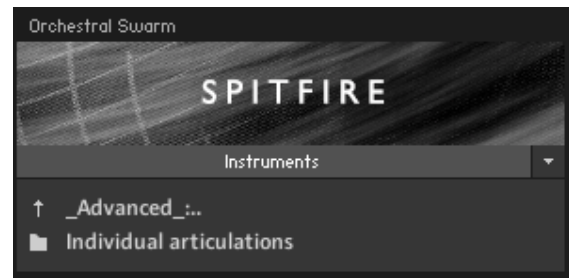 Orchestral Swarm
SPITFIRE
Instruments
↑ _Advanced_:..
Individual articulations